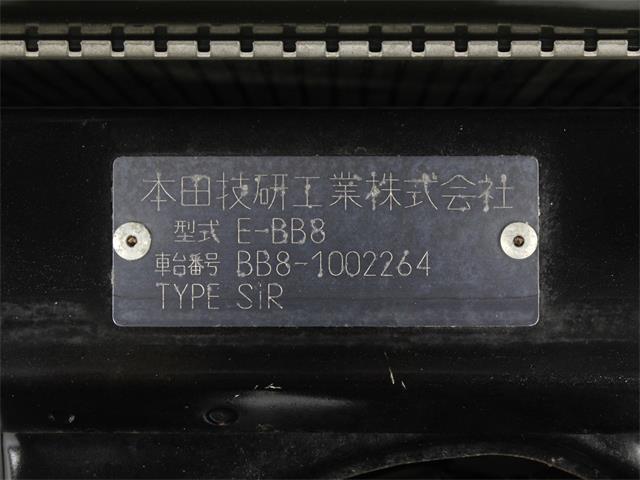 本田技研工業株式会社
型式 E-BB8
車台番号 BB8-1002264
TYPE SiR